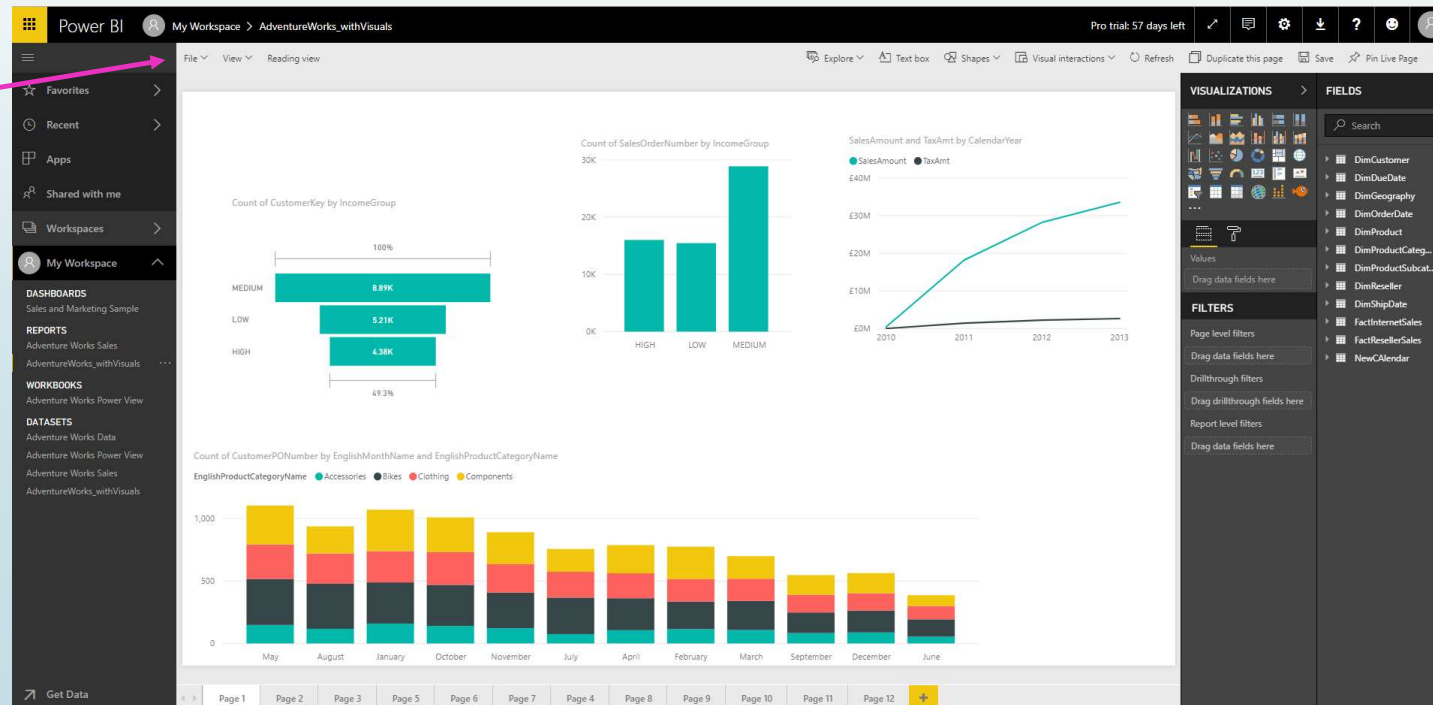 Power BI
My Workspace > AdventureWorks_withVisuals
Pro trial: 57 days left
File
View
Reading view
Explore
Text box
Shapes
Visual interactions
Refresh
Duplicate this page
Save
Pin Live Page
Favorites
Recent
Apps
Shared with me
Workspaces
My Workspace
DASHBOARDS
Sales and Marketing Sample
REPORTS
Adventure Works Sales
AdventureWorks_withVisuals
WORKBOOKS
Adventure Works Power View
DATASETS
Adventure Works Data
Adventure Works Power View
Adventure Works Sales
AdventureWorks_withVisuals
Get Data
Count of CustomerKey by IncomeGroup
100%
MEDIUM 8.89K
LOW 5.21K
HIGH 4.38K
49.3%
Count of SalesOrderNumber by IncomeGroup
30K
20K
10K
0K
HIGH LOW MEDIUM
SalesAmount and TaxAmt by CalendarYear
SalesAmount TaxAmt
£40M
£30M
£20M
£10M
£0M
2010 2011 2012 2013
Count of CustomerPONumber by EnglishMonthName and EnglishProductCategoryName
EnglishProductCategoryName Accessories Bikes Clothing Components
1,000
500
0
May August January October November July April February March September December June
Page 1 Page 2 Page 3 Page 5 Page 6 Page 7 Page 4 Page 8 Page 9 Page 10 Page 11 Page 12 +
VISUALIZATIONS
123
R
...
Values
Drag data fields here
FILTERS
Page level filters
Drag data fields here
Drillthrough filters
Drag drillthrough fields here
Report level filters
Drag data fields here
FIELDS
Search
DimCustomer
DimDueDate
DimGeography
DimOrderDate
DimProduct
DimProductCateg...
DimProductSubcat...
DimReseller
DimShipDate
FactInternetSales
FactResellerSales
NewCAlendar